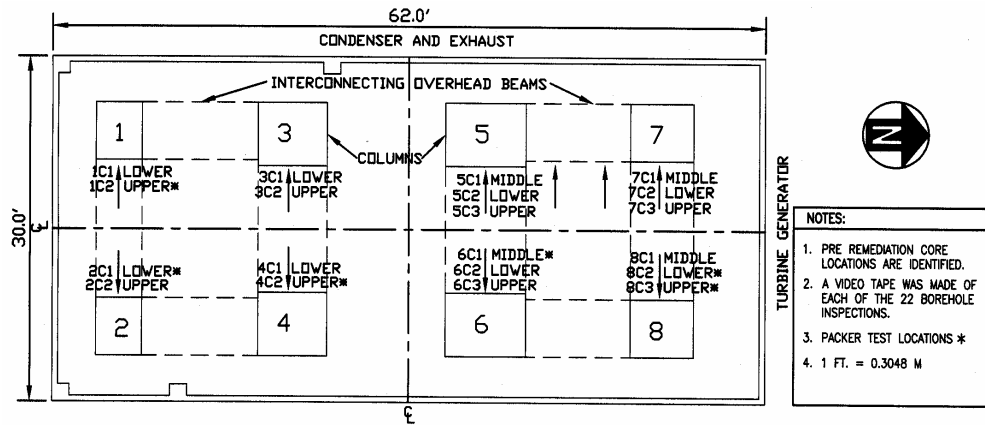 62.0'
CONDENSER AND EXHAUST
INTERCONNECTING OVERHEAD BEAMS
1
3
5
7
COLUMNS
1C1 LOWER
1C2 UPPER*
3C1 LOWER
3C2 UPPER
5C1 MIDDLE
5C2 LOWER
5C3 UPPER
7C1 MIDDLE
7C2 LOWER
7C3 UPPER
30.0'
CL
2C1 LOWER*
2C2 UPPER*
4C1 LOWER
4C2 UPPER*
6C1 MIDDLE*
6C2 LOWER
6C3 UPPER
8C1 MIDDLE
8C2 LOWER*
8C3 UPPER*
2
4
6
8
CL
TURBINE GENERATOR
N
NOTES:
1. PRE REMEDIATION CORE
LOCATIONS ARE IDENTIFIED.
2. A VIDEO TAPE WAS MADE OF
EACH OF THE 22 BOREHOLE
INSPECTIONS.
3. PACKER TEST LOCATIONS *
4. 1 FT. = 0.3048 M